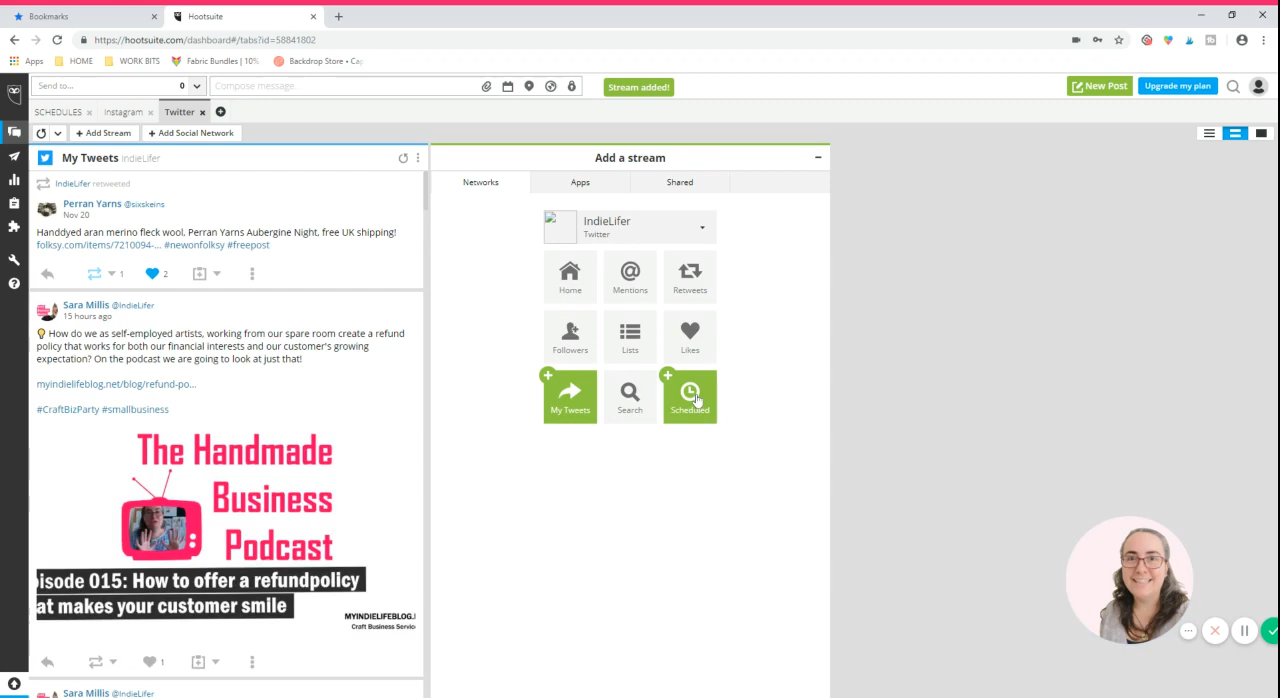 Bookmarks
Hootsuite
https://hootsuite.com/dashboard#/tabs?id=58841802
Apps
HOME
WORK BITS
Fabric Bundles | 10%
Backdrop Store • Ca
Send to...
0
Compose message...
Stream added!
New Post
Upgrade my plan
SCHEDULES
Instagram
Twitter
+ Add Stream
+ Add Social Network
My Tweets IndieLifer
IndieLifer retweeted
Perran Yarns @sixskeins
Nov 20
Handdyed aran merino fleck wool, Perran Yarns Aubergine Night, free UK shipping!
folksy.com/items/7210094-... #newonfolksy #freepost
1
2
Sara Millis @IndieLifer
15 hours ago
How do we as self-employed artists, working from our spare room create a refund
policy that works for both our financial interests and our customer's growing
expectation? On the podcast we are going to look at just that!
myindielifeblog.net/blog/refund-po...
#CraftBizParty #smallbusiness
The Handmade
Business
Podcast
isode 015: How to offer a refundpolicy
at makes your customer smile
MYINDIELIFEBLOG.
Craft Business Servic
1
Sara Millis @IndieLifer
Add a stream
Networks
Apps
Shared
IndieLifer
Twitter
Home
Mentions
Retweets
Followers
Lists
Likes
My Tweets
Search
Scheduled